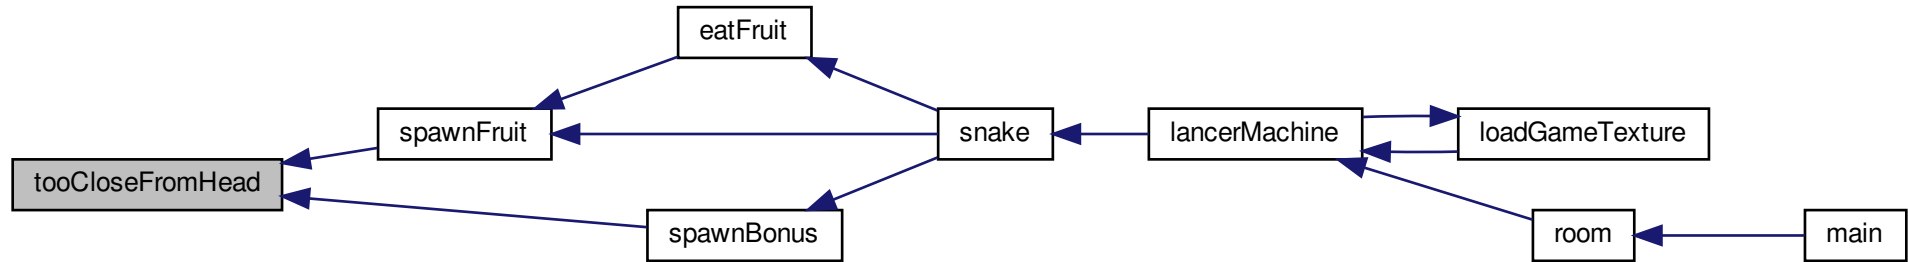 eatFruit
spawnFruit
snake
lancerMachine
loadGameTexture
tooCloseFromHead
spawnBonus
room
main